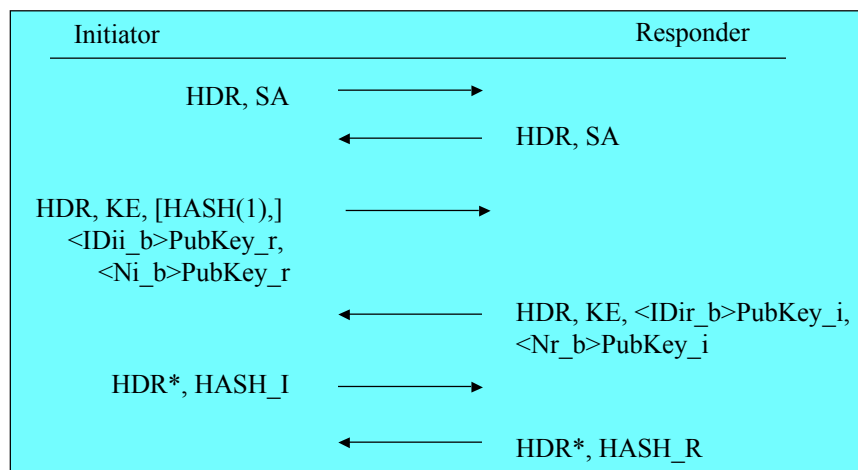 Initiator
Responder
HDR, SA
HDR, SA
HDR, KE, [HASH(1),]
<IDii_b>PubKey_r,
<Ni_b>PubKey_r
HDR, KE, <IDir_b>PubKey_i,
<Nr_b>PubKey_i
HDR*, HASH_I
HDR*, HASH_R